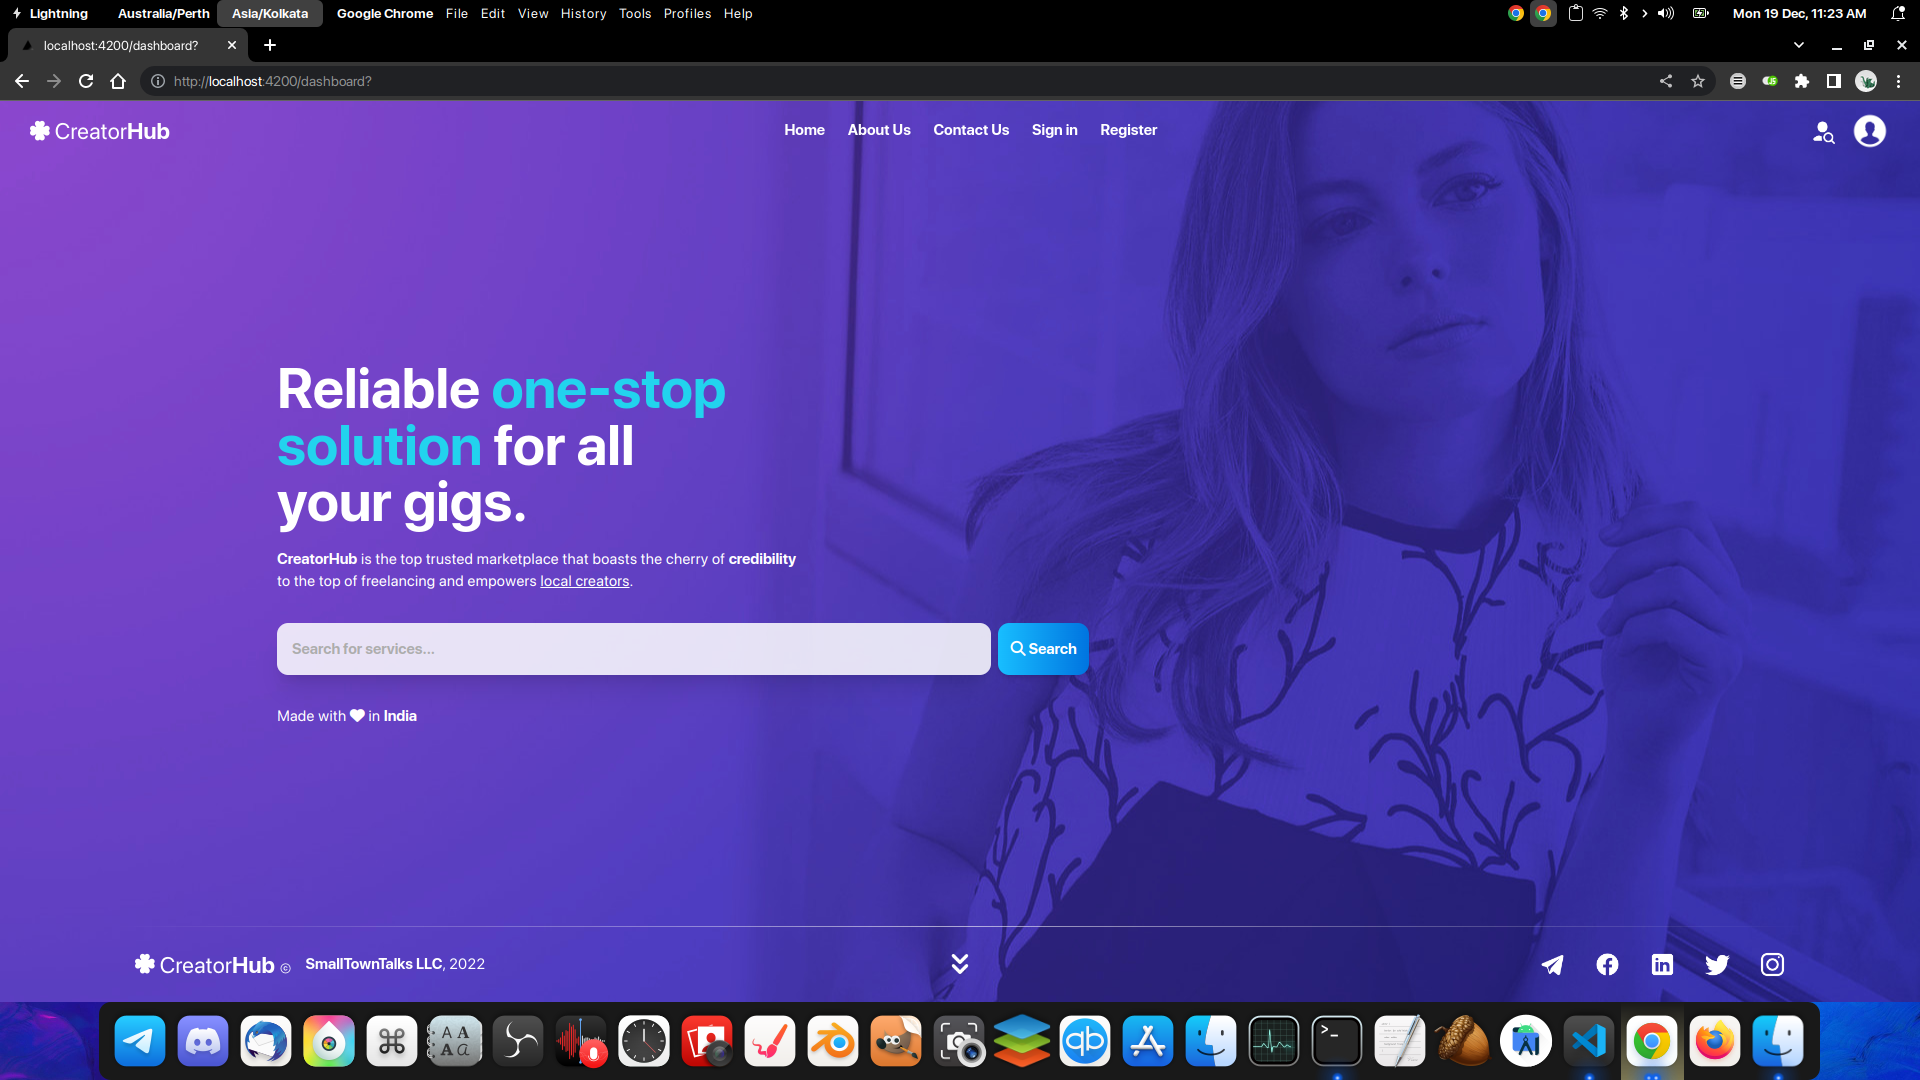 Lightning Australla/Perth Asia/Kolkata Google Chrome File Edit View History Tools Profiles Help Mon 19 Dec, 11:23 AM
localhost:4200/dashboard?
http://localhost:4200/dashboard?
CreatorHub Home About Us Contact Us Sign in Register
Reliable one-stop
solution for all
your gigs.
CreatorHub is the top trusted marketplace that boasts the cherry of credibility
to the top of freelancing and empowers local creators.
Search for services... Search
Made with in India
CreatorHub © SmallTownTalks LLC, 2022